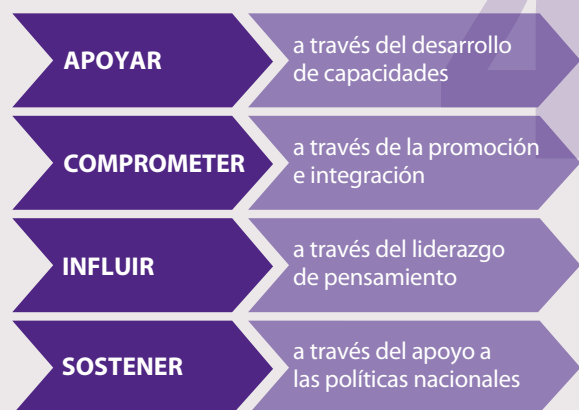 APOYAR
a través del desarrollo
de capacidades
COMPROMETER
a través de la promoción
e integración
INFLUIR
a través del liderazgo
de pensamiento
SOSTENER
a través del apoyo a
las políticas nacionales